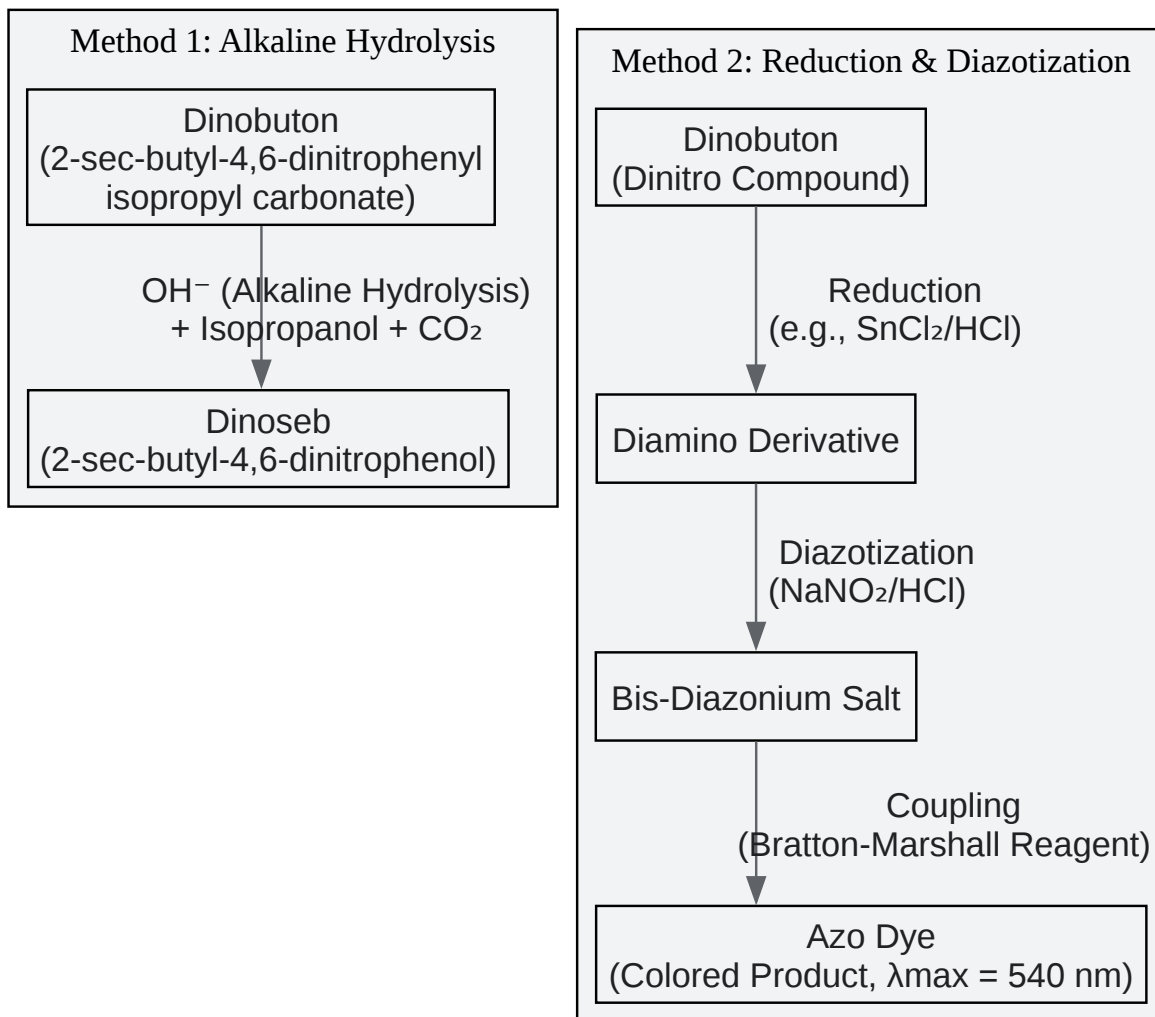 Method 1: Alkaline Hydrolysis
Dinobuton
(2-sec-butyl-4,6-dinitrophenyl
isopropyl carbonate)
OH⁻ (Alkaline Hydrolysis)
+ Isopropanol + CO₂
Dinoseb
(2-sec-butyl-4,6-dinitrophenol)
Method 2: Reduction & Diazotization
Dinobuton
(Dinitro Compound)
Reduction
(e.g., SnCl₂/HCl)
Diamino Derivative
Diazotization
(NaNO₂/HCl)
Bis-Diazonium Salt
Coupling
(Bratton-Marshall Reagent)
Azo Dye
(Colored Product, λmax = 540 nm)